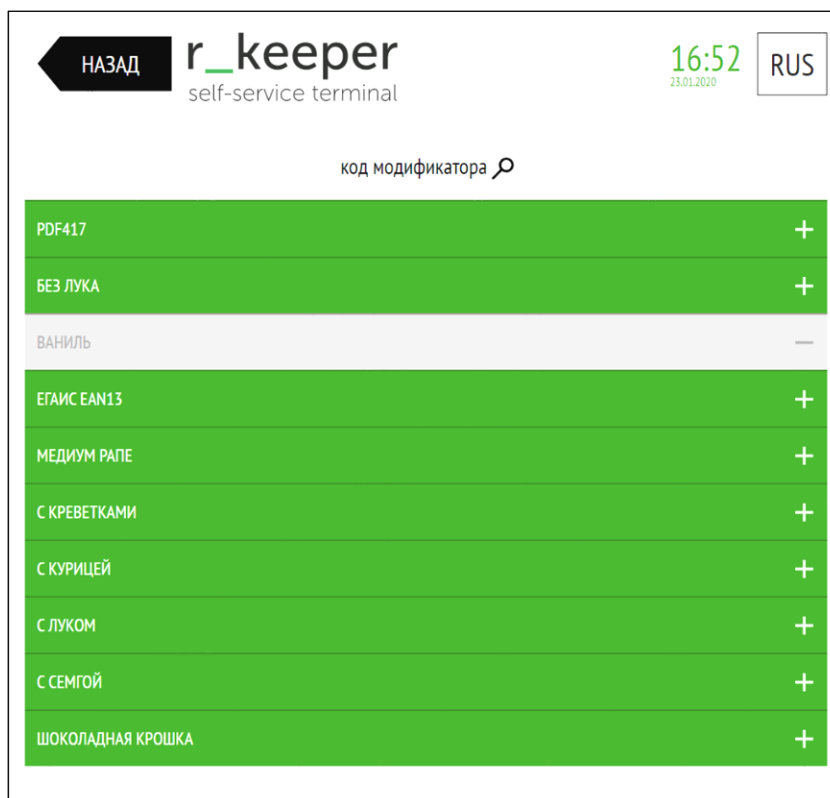 НАЗАД
r_keeper
self-service terminal
16:52
23.01.2020
RUS
код модификатора
PDF417
БЕЗ ЛУКА
ВАНИЛЬ
ЕГАИС EAN13
МЕДИУМ РАПЕ
С КРЕВЕТКАМИ
С КУРИЦЕЙ
С ЛУКОМ
С СЕМГОЙ
ШОКОЛАДНАЯ КРОШКА